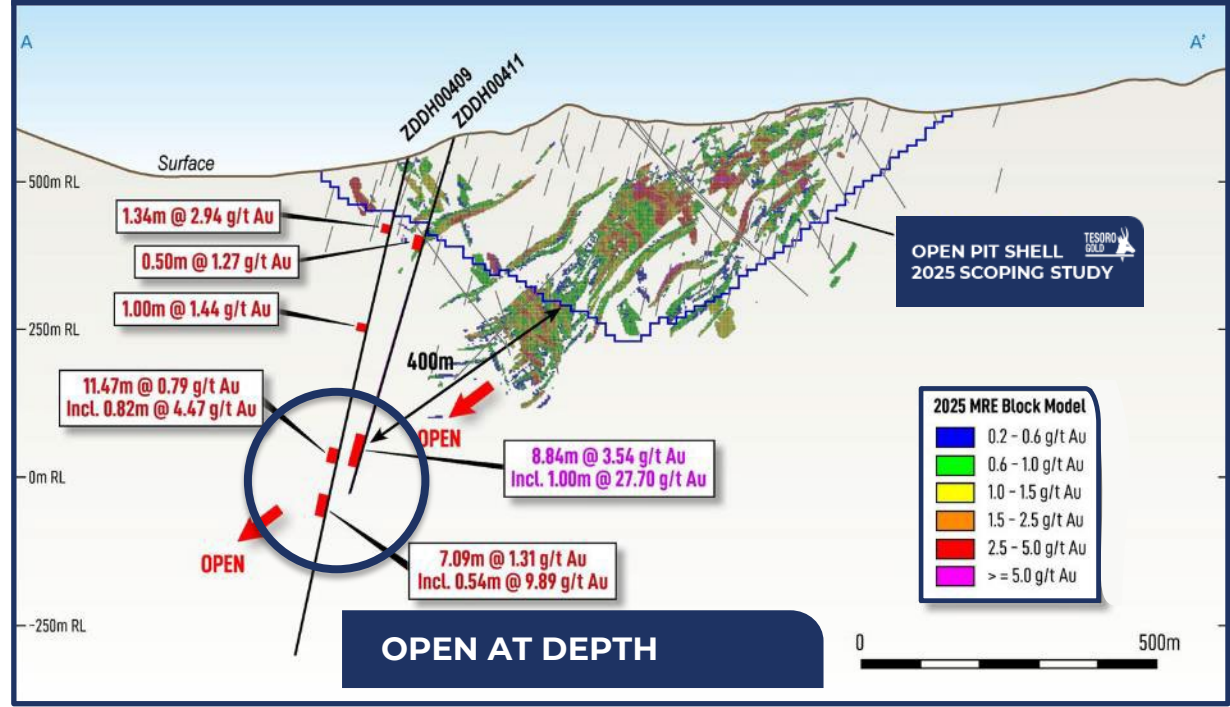 A
A'
ZDDH00409
ZDDH00411
Surface
500m RL
250m RL
0m RL
-250m RL
1.34m @ 2.94 g/t Au
0.50m @ 1.27 g/t Au
1.00m @ 1.44 g/t Au
11.47m @ 0.79 g/t Au
Incl. 0.82m @ 4.47 g/t Au
400m
OPEN
8.84m @ 3.54 g/t Au
Incl. 1.00m @ 27.70 g/t Au
OPEN
7.09m @ 1.31 g/t Au
Incl. 0.54m @ 9.89 g/t Au
OPEN PIT SHELL
2025 SCOPING STUDY
TESORO
GOLD
2025 MRE Block Model
0.2 - 0.6 g/t Au
0.6 - 1.0 g/t Au
1.0 - 1.5 g/t Au
1.5 - 2.5 g/t Au
2.5 - 5.0 g/t Au
> = 5.0 g/t Au
OPEN AT DEPTH
0
500m